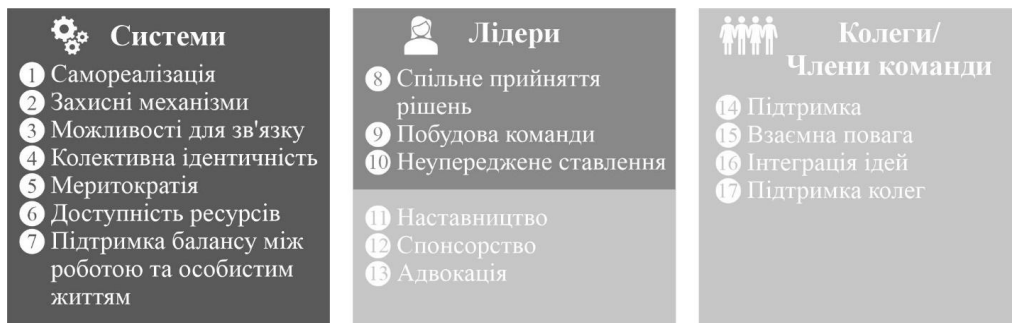 Системи
1 Самореалізація
2 Захисні механізми
3 Можливості для зв'язку
4 Колективна ідентичність
5 Меритократія
6 Доступність ресурсів
7 Підтримка балансу між
роботою та особистим
життям
Лідери
8 Спільне прийняття
рішень
9 Побудова команди
10 Неупереджене ставлення
11 Наставництво
12 Спонсорство
13 Адвокація
Колеги/
Члени команди
14 Підтримка
15 Взаємна повага
16 Інтеграція ідей
17 Підтримка колег